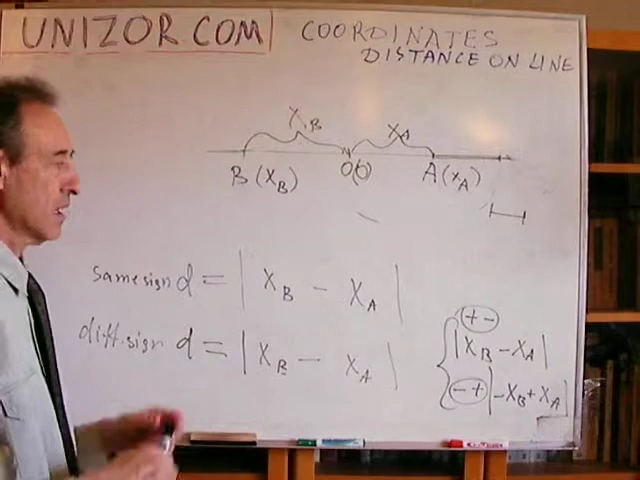 UNIZOR.COM
COORDINATES
DISTANCE ON LINE
X_B X_A
B(X_B) O(0) A(X_A)
same sign d = | X_B - X_A |
diff. sign d = | X_B - X_A |
+ -
|X_B - X_A|
- + |-X_B + X_A|